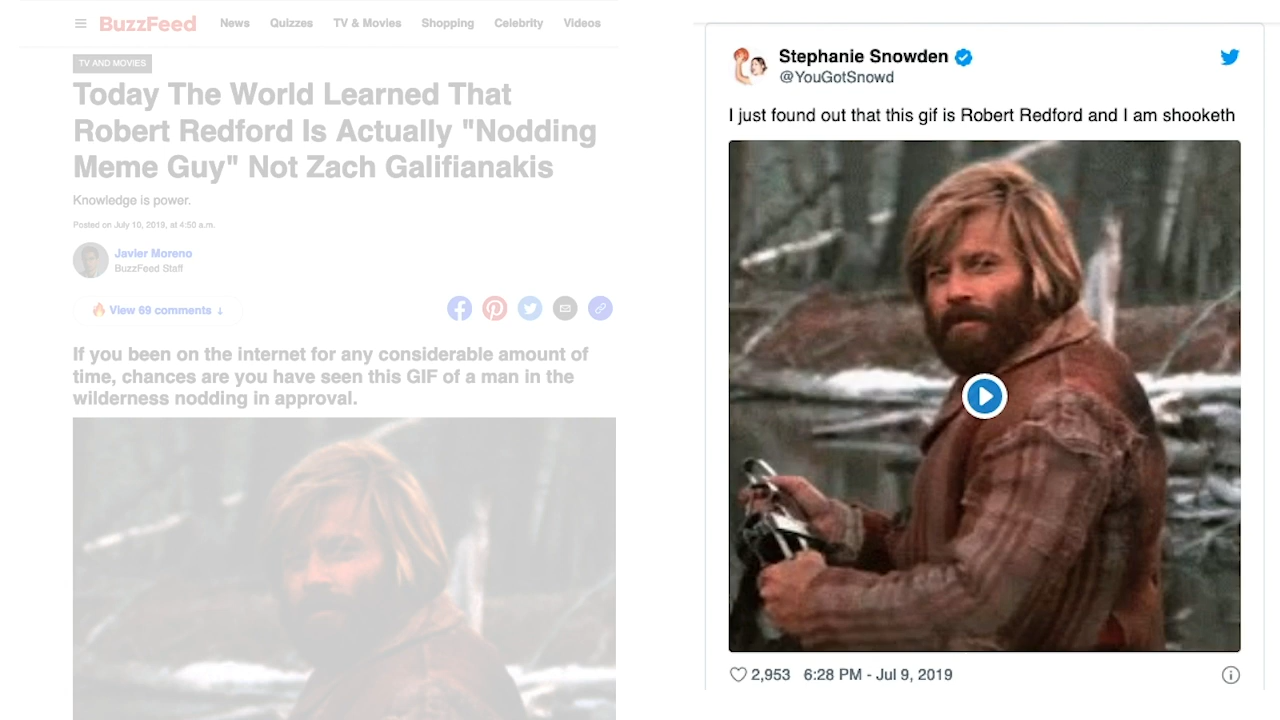 BuzzFeed News Quizzes TV & Movies Shopping Celebrity Videos
TV AND MOVIES
Today The World Learned That
Robert Redford Is Actually "Nodding
Meme Guy" Not Zach Galifianakis
Knowledge is power.
Posted on July 10, 2019, at 4:50 a.m.
Javier Moreno
BuzzFeed Staff
View 69 comments ↓
If you been on the internet for any considerable amount of
time, chances are you have seen this GIF of a man in the
wilderness nodding in approval.
Stephanie Snowden
@YouGotSnowd
I just found out that this gif is Robert Redford and I am shooketh
2,953 6:28 PM - Jul 9, 2019